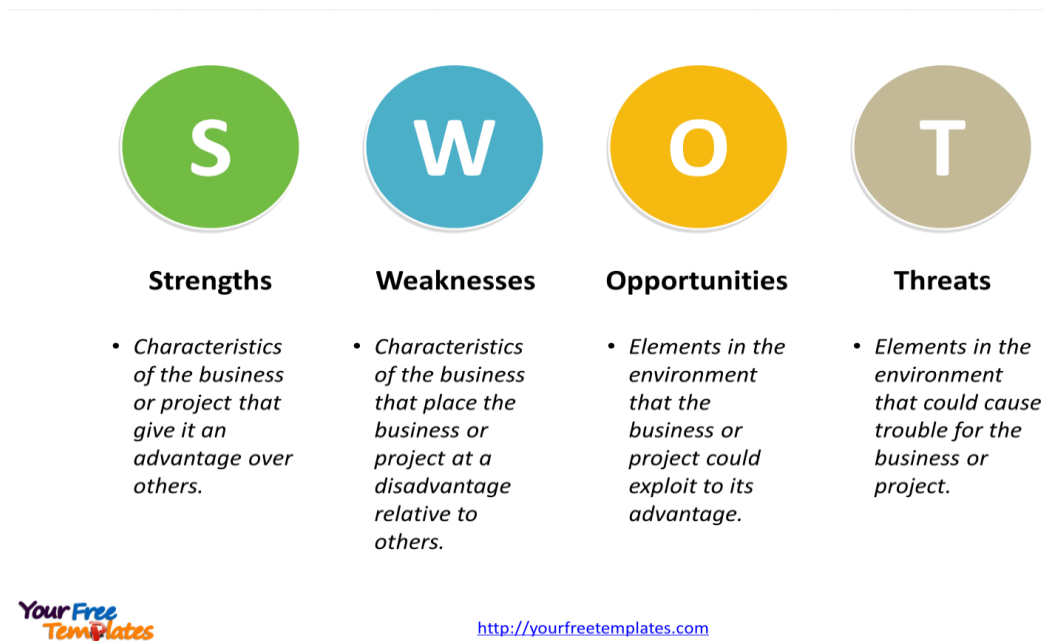 S
W
O
T
Strengths
Weaknesses
Opportunities
Threats
• Characteristics
of the business
or project that
give it an
advantage over
others.
• Characteristics
of the business
that place the
business or
project at a
disadvantage
relative to
others.
• Elements in the
environment
that the
business or
project could
exploit to its
advantage.
• Elements in the
environment
that could cause
trouble for the
business or
project.
Your Free
Templates
http://yourfreetemplates.com